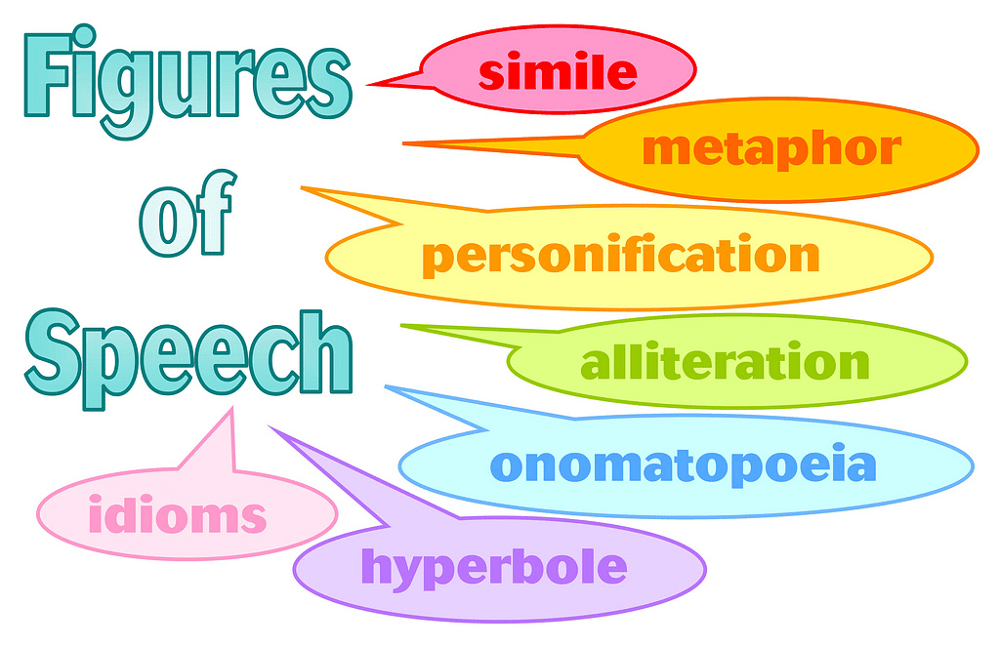 Figures
of
Speech
simile
metaphor
personification
alliteration
onomatopoeia
idioms
hyperbole